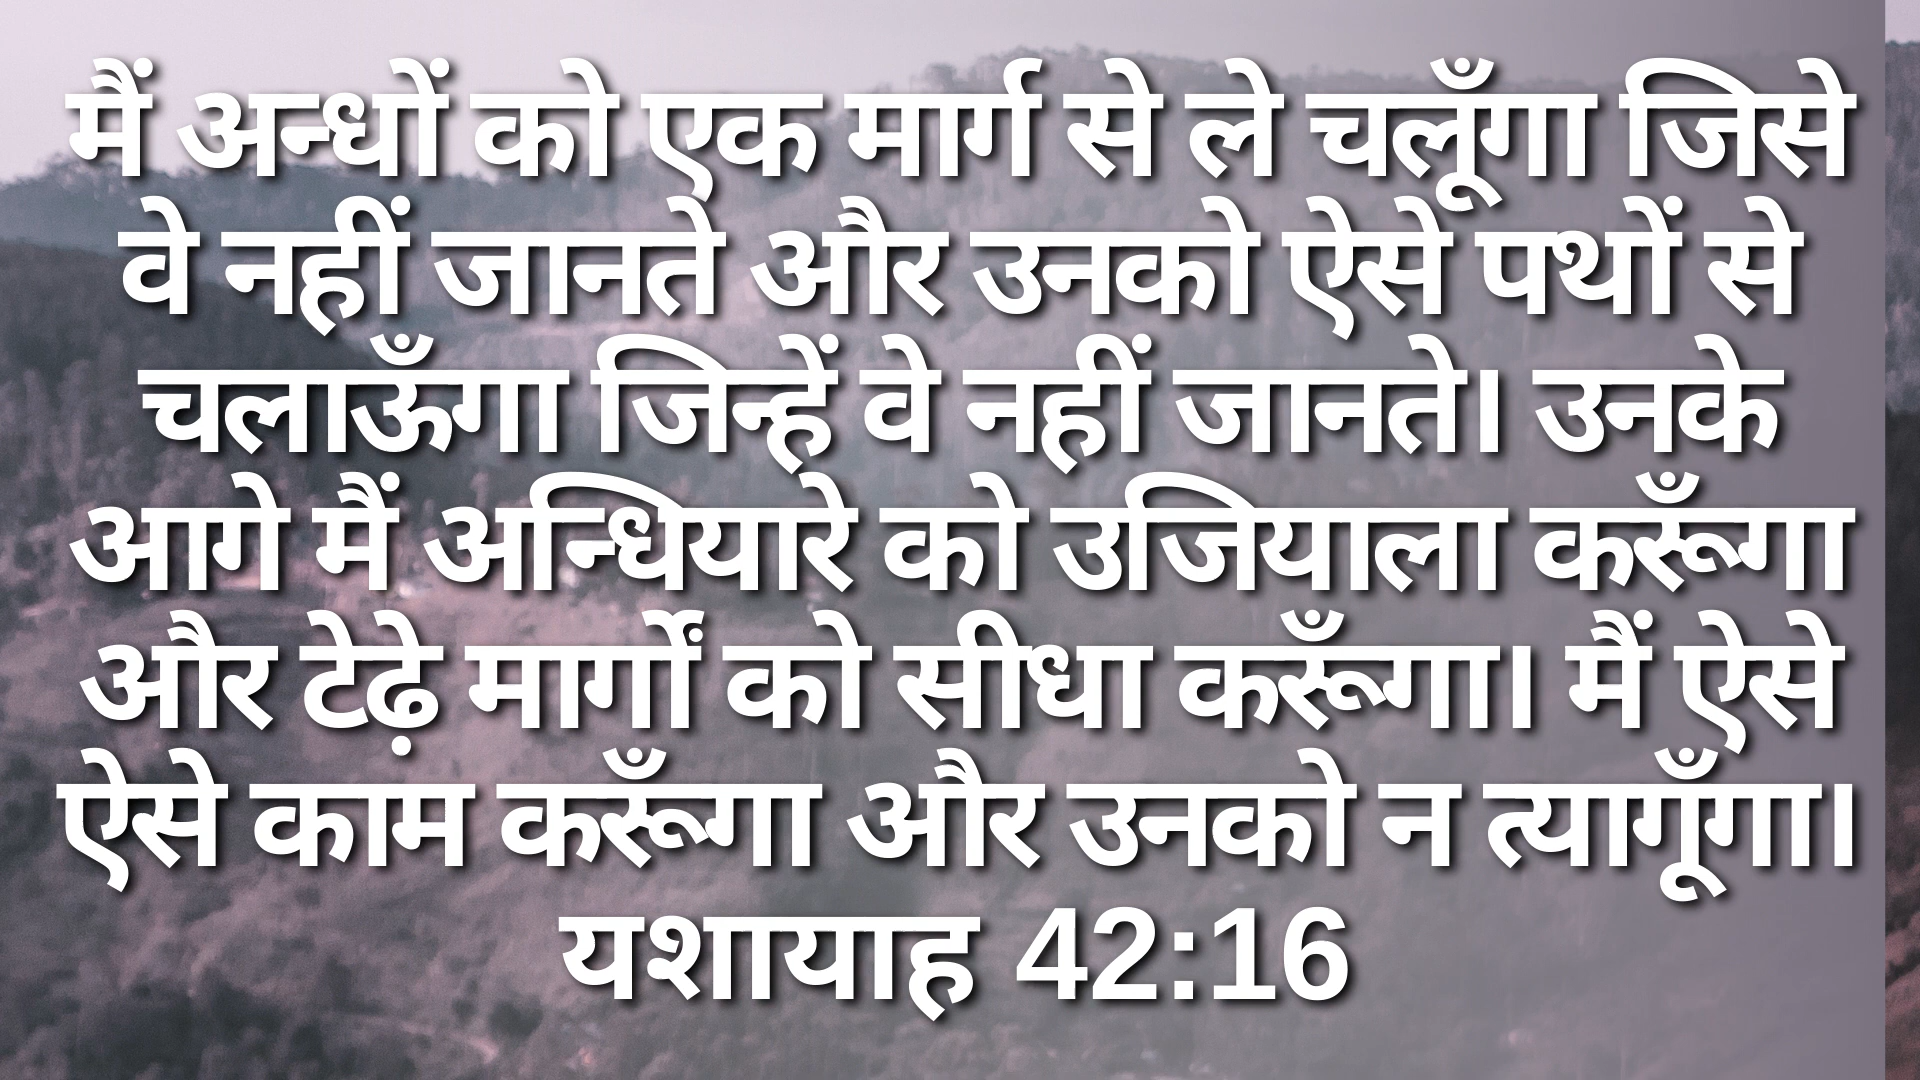 मैं अन्धों को एक मार्ग से ले चलूँगा जिसे
वे नहीं जानते और उनको ऐसे पथों से
चलाऊँगा जिन्हें वे नहीं जानते। उनके
आगे मैं अन्धियारे को उजियाला करूँगा
और टेढ़े मार्गों को सीधा करूँगा। मैं ऐसे
ऐसे काम करूँगा और उनको न त्यागूँगा।
यशायाह 42:16